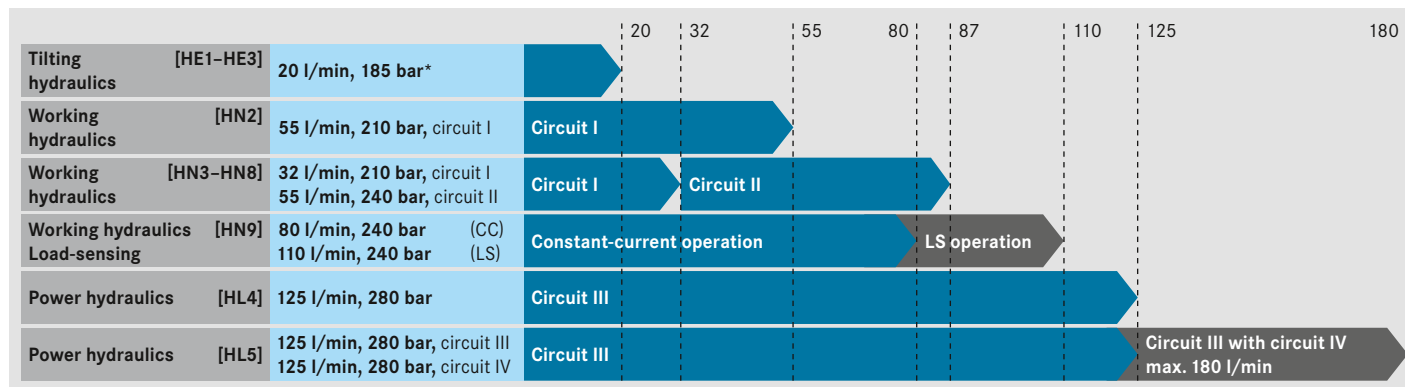 20 32 55 80 87 110 125 180
Tilting [HE1–HE3] 20 l/min, 185 bar*
hydraulics
Working [HN2] 55 l/min, 210 bar, circuit I Circuit I
hydraulics
Working [HN3–HN8] 32 l/min, 210 bar, circuit I Circuit I Circuit II
hydraulics 55 l/min, 240 bar, circuit II
Working hydraulics [HN9] 80 l/min, 240 bar (CC) Constant-current operation LS operation
Load-sensing 110 l/min, 240 bar (LS)
Power hydraulics [HL4] 125 l/min, 280 bar Circuit III
Power hydraulics [HL5] 125 l/min, 280 bar, circuit III Circuit III Circuit III with circuit IV
125 l/min, 280 bar, circuit IV max. 180 l/min